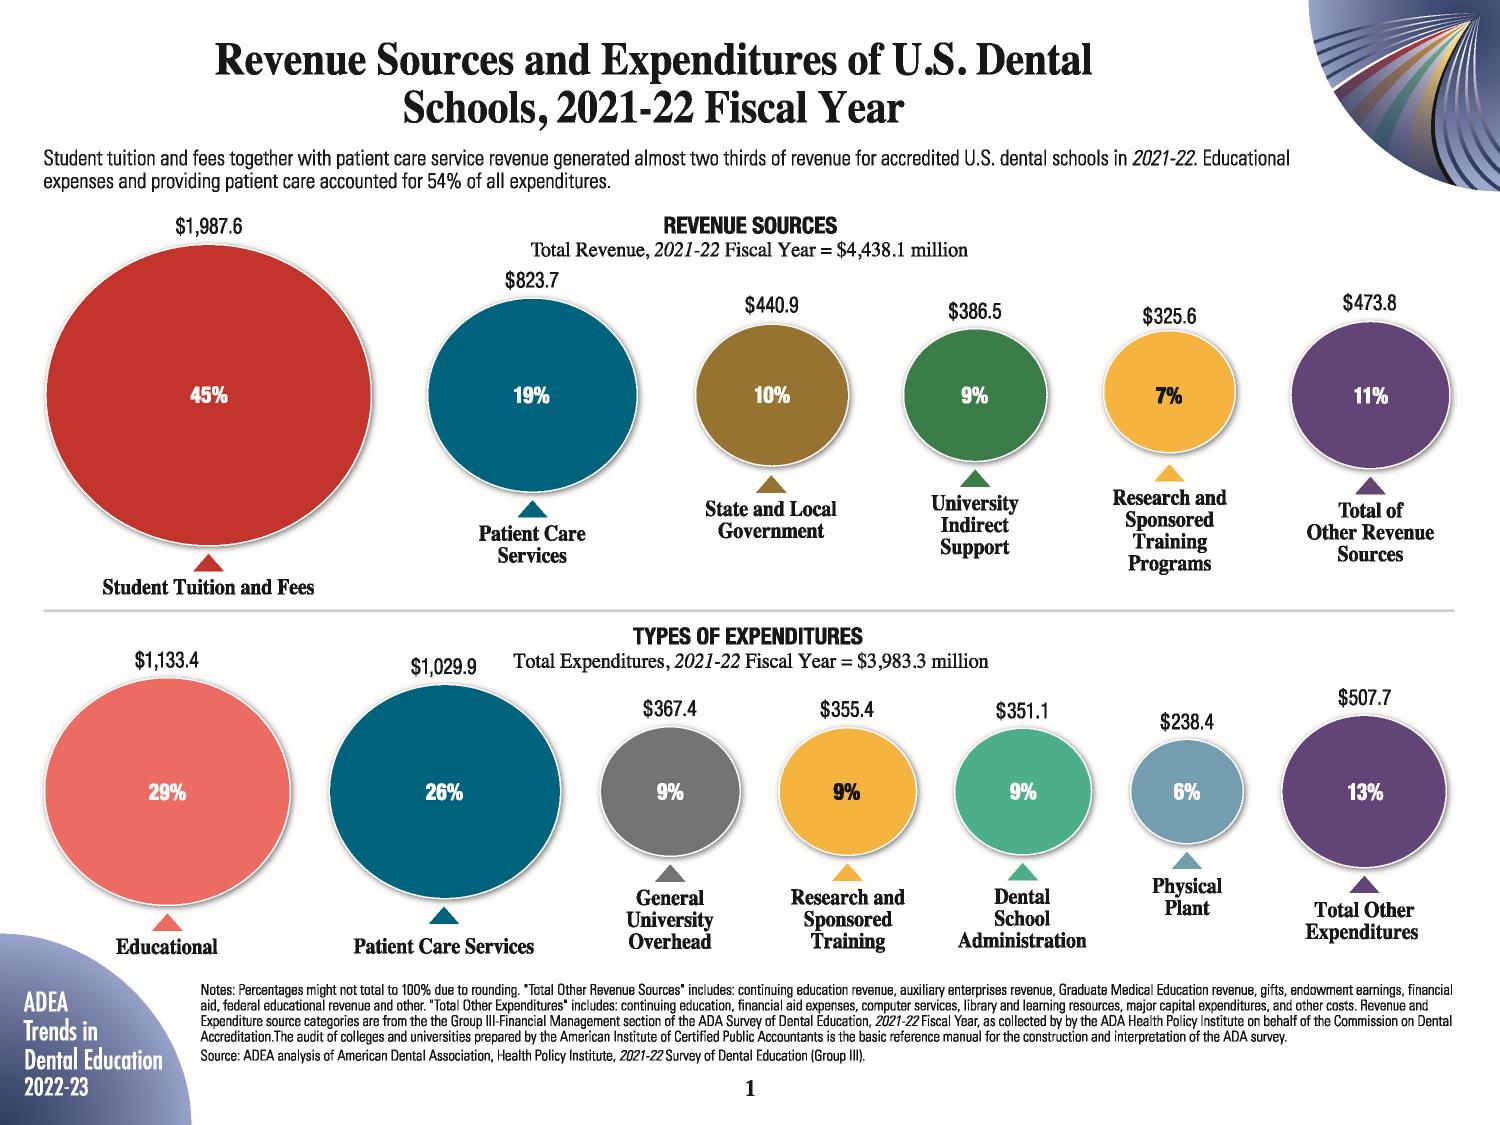 Revenue Sources and Expenditures of U.S. Dental
Schools, 2021-22 Fiscal Year
Student tuition and fees together with patient care service revenue generated almost two thirds of revenue for accredited U.S. dental schools in 2021-22. Educational
expenses and providing patient care accounted for 54% of all expenditures.
REVENUE SOURCES
Total Revenue, 2021-22 Fiscal Year = $4,438.1 million
$1,987.6
45%
Student Tuition and Fees
$823.7
19%
Patient Care
Services
$440.9
10%
State and Local
Government
$386.5
9%
University
Indirect
Support
$325.6
7%
Research and
Sponsored
Training
Programs
$473.8
11%
Total of
Other Revenue
Sources
TYPES OF EXPENDITURES
Total Expenditures, 2021-22 Fiscal Year = $3,983.3 million
$1,133.4
29%
Educational
$1,029.9
26%
Patient Care Services
$367.4
9%
General
University
Overhead
$355.4
9%
Research and
Sponsored
Training
$351.1
9%
Dental
School
Administration
$238.4
6%
Physical
Plant
$507.7
13%
Total Other
Expenditures
Notes: Percentages might not total to 100% due to rounding. "Total Other Revenue Sources" includes: continuing education revenue, auxiliary enterprises revenue, Graduate Medical Education revenue, gifts, endowment earnings, financial
aid, federal educational revenue and other. "Total Other Expenditures" includes: continuing education, financial aid expenses, computer services, library and learning resources, major capital expenditures, and other costs. Revenue and
Expenditure source categories are from the the Group III-Financial Management section of the ADA Survey of Dental Education, 2021-22 Fiscal Year, as collected by by the ADA Health Policy Institute on behalf of the Commission on Dental
Accreditation.The audit of colleges and universities prepared by the American Institute of Certified Public Accountants is the basic reference manual for the construction and interpretation of the ADA survey.
Source: ADEA analysis of American Dental Association, Health Policy Institute, 2021-22 Survey of Dental Education (Group III).
ADEA
Trends in
Dental Education
2022-23
1